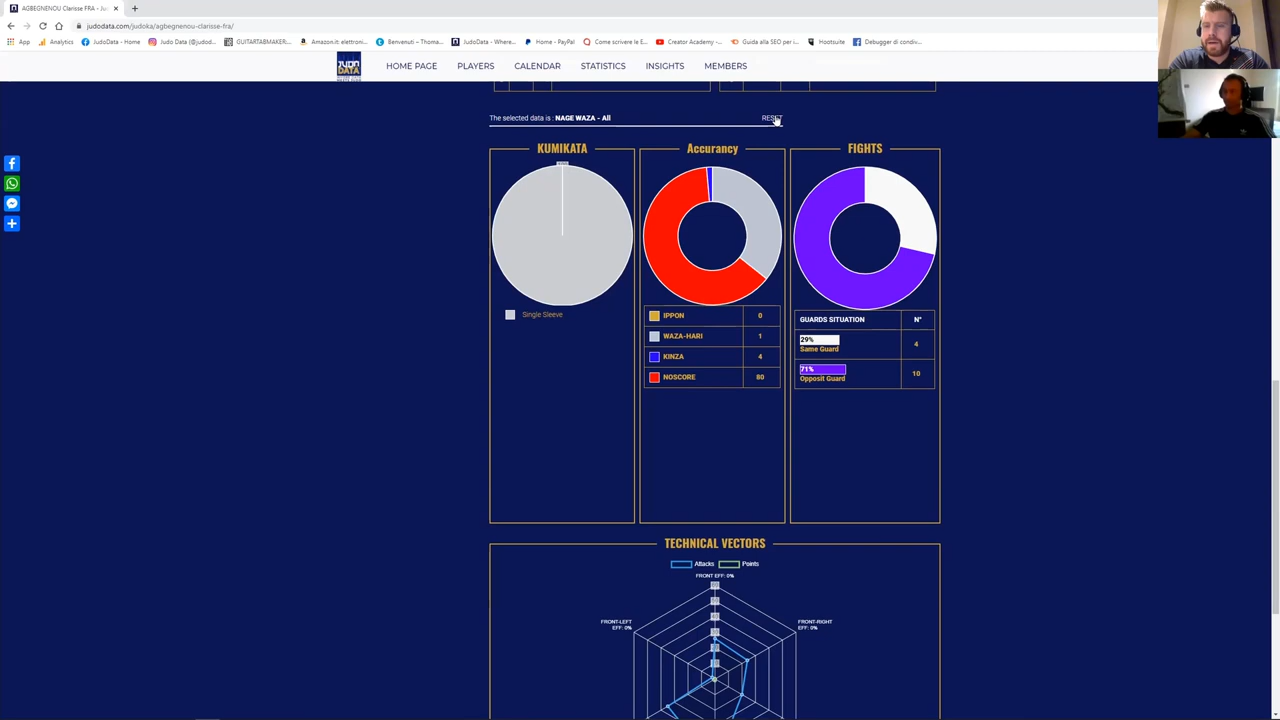 AGBEGNENOU Clarisse FRA - Ju
judodata.com/judoka/agbegnenou-clarisse-fra/
App
Analytics
JudoData - Home
Judo Data (@judod...
GUITARTABMAKER:...
Amazon.it: elettroni...
Benvenuti – Thoma...
JudoData - Where...
Home - PayPal
Come scrivere le E...
Creator Academy -...
Guida alla SEO per i...
Hootsuite
Debugger di condiv...
JUDO DATA
HOME PAGE
PLAYERS
CALENDAR
STATISTICS
INSIGHTS
MEMBERS
The selected data is : NAGE WAZA - All
RESET
KUMIKATA
Single Sleeve
Accurancy
IPPON 0
WAZA-HARI 1
KINZA 4
NOSCORE 80
FIGHTS
GUARDS SITUATION N°
29%
Same Guard 4
71%
Opposit Guard 10
TECHNICAL VECTORS
Attacks Points
FRONT EFF: 0%
FRONT-LEFT
EFF: 0%
FRONT-RIGHT
EFF: 0%